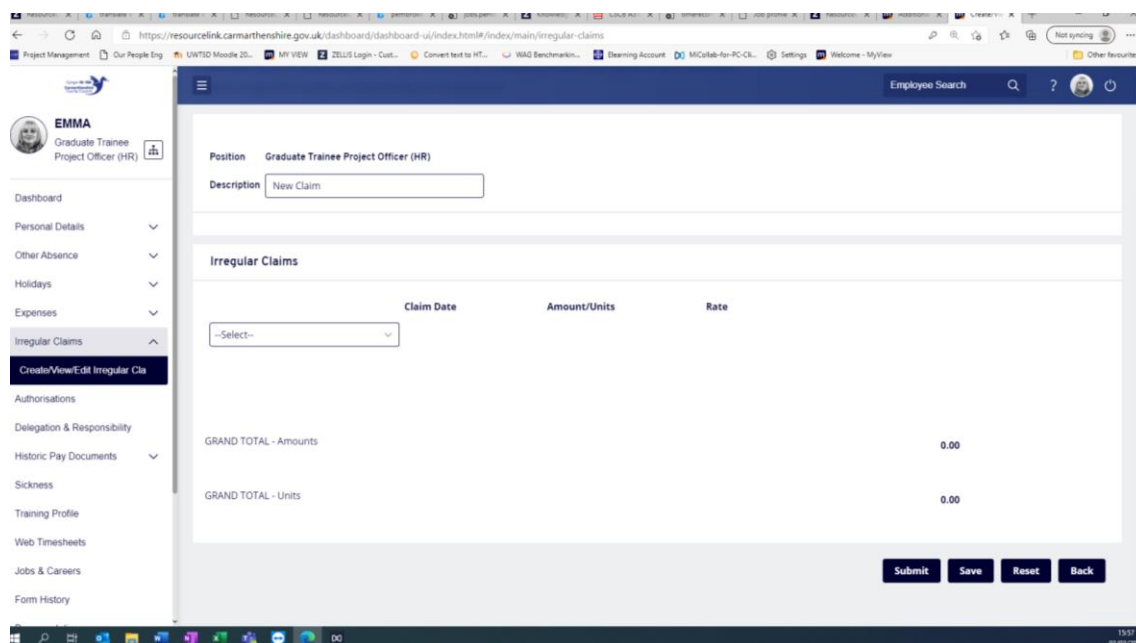 https://resourcelink.carmarthenshire.gov.uk/dashboard/dashboard-ui/index.html#/index/main/irregular-claims
Not syncing
Project Management
Our People Eng
UWTSD Moodle 20...
MY VIEW
ZELLIS Login - Cust...
Convert text to HT...
WAG Benchmarkin...
Elearning Account
MiCollab-for-PC-Cli...
Settings
Welcome - MyView
Other favourite
Employee Search
?
EMMA
Graduate Trainee
Project Officer (HR)
Dashboard
Personal Details
Other Absence
Holidays
Expenses
Irregular Claims
Create/View/Edit Irregular Cla
Authorisations
Delegation & Responsibility
Historic Pay Documents
Sickness
Training Profile
Web Timesheets
Jobs & Careers
Form History
Position Graduate Trainee Project Officer (HR)
Description New Claim
Irregular Claims
Claim Date Amount/Units Rate
--Select--
GRAND TOTAL - Amounts 0.00
GRAND TOTAL - Units 0.00
Submit Save Reset Back
15:57